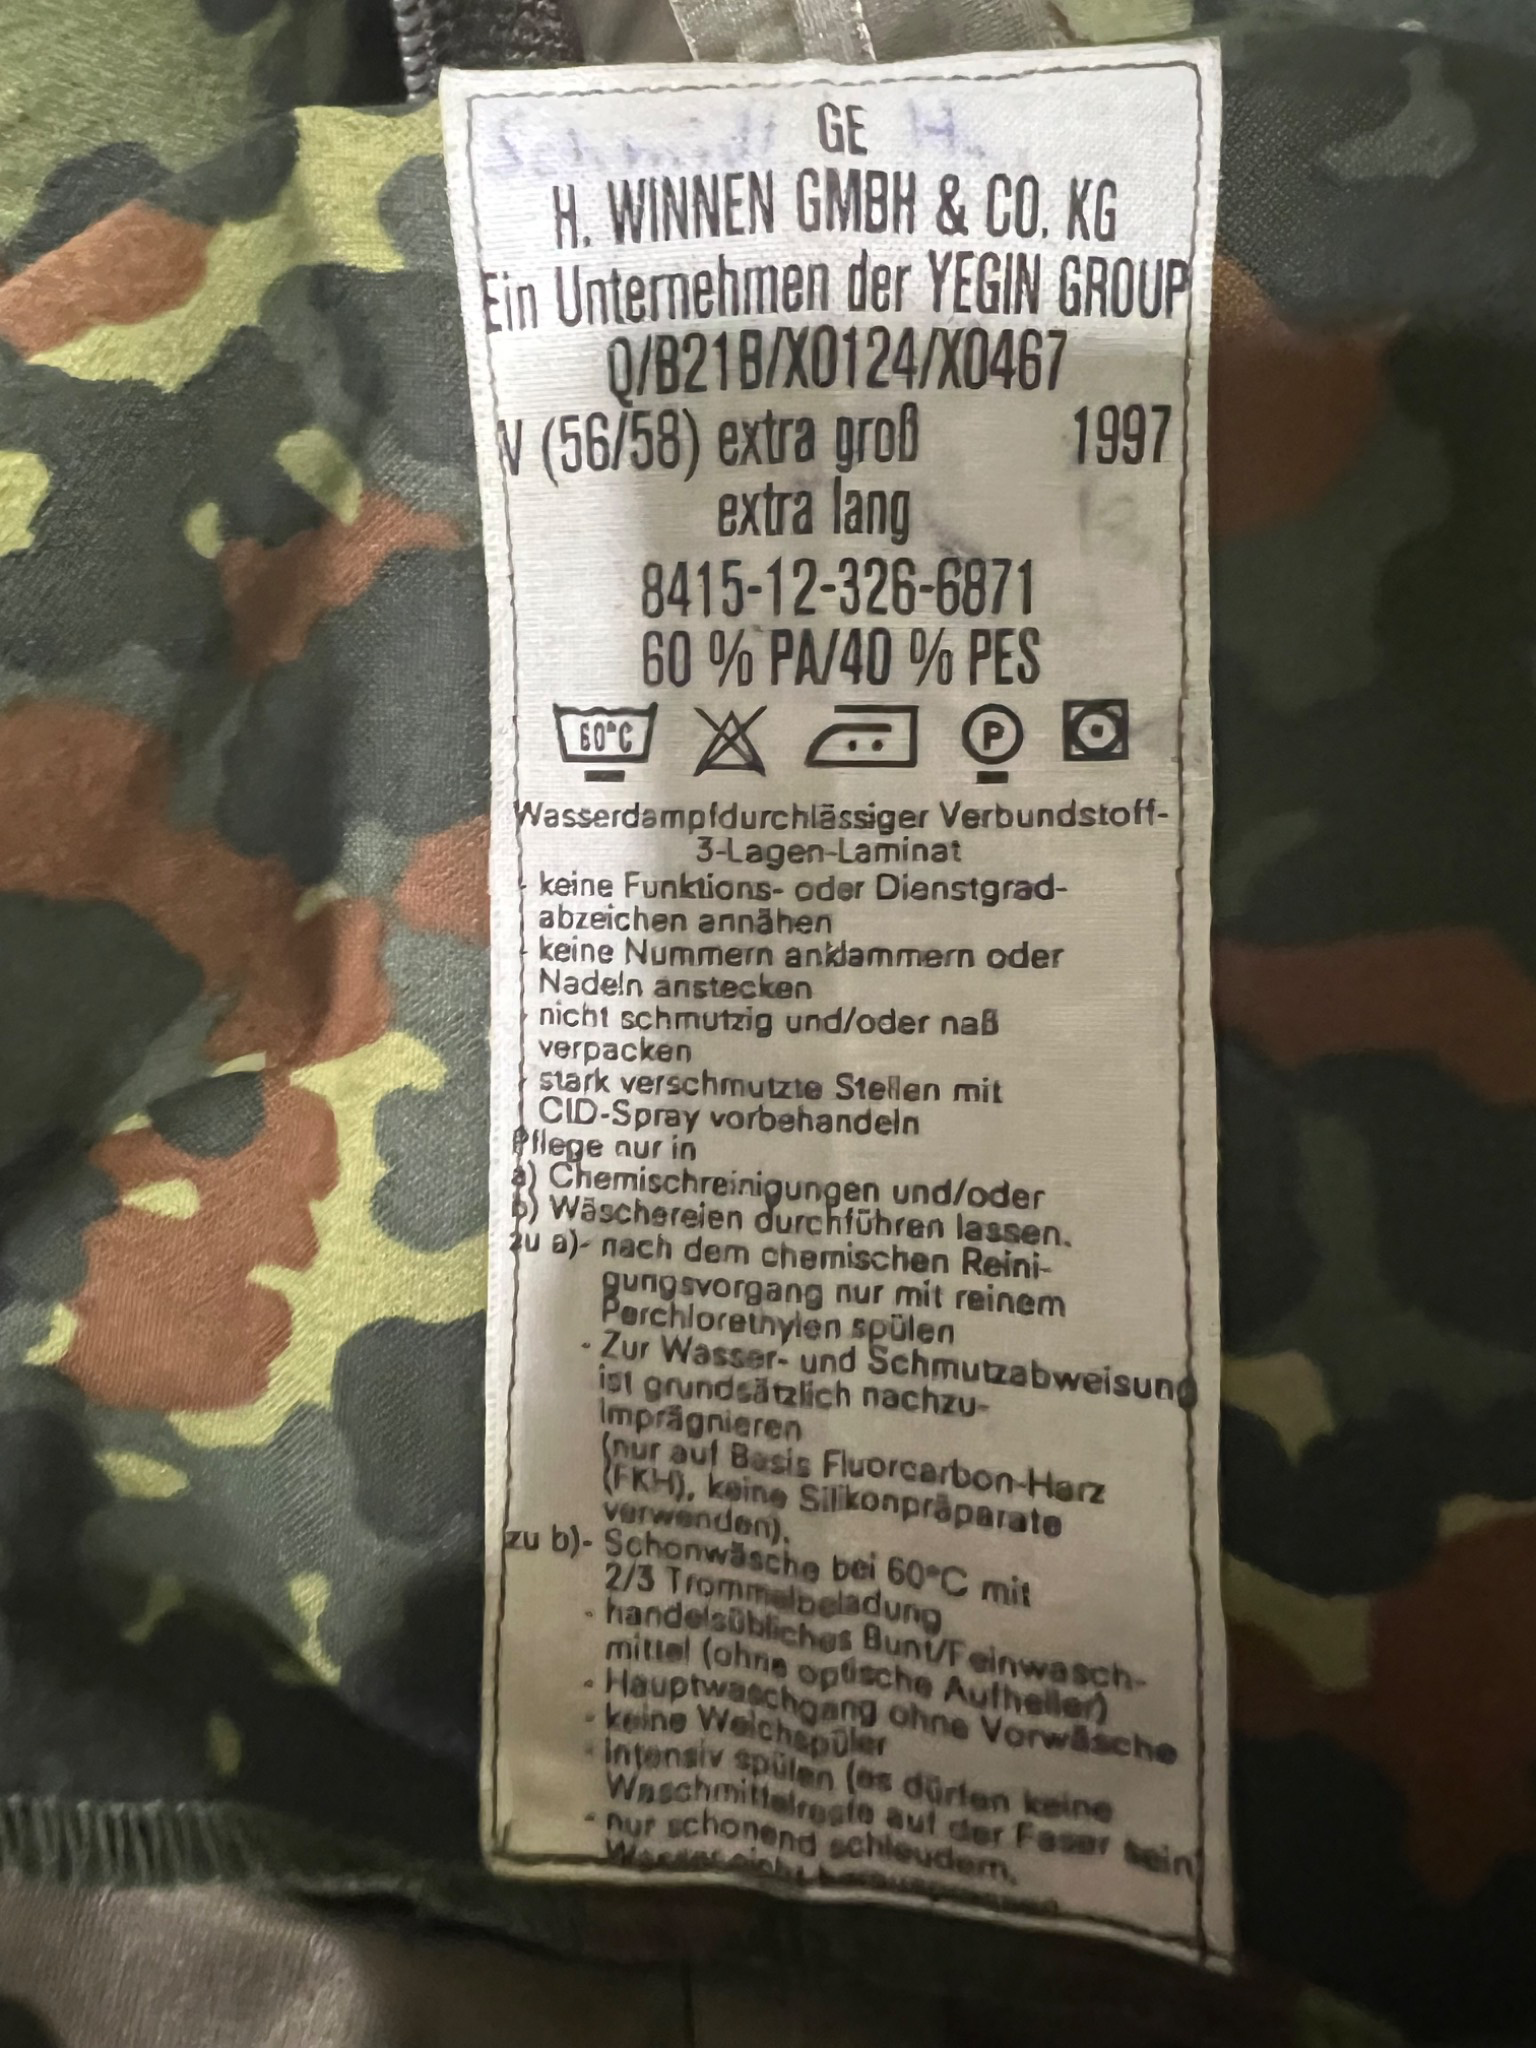 GE
H. WINNEN GMBH & CO. KG
Ein Unternehmen der YEGIN GROUP
Q/B21B/X0124/X0467
V (56/58) extra groß 1997
extra lang
8415-12-326-6871
60 % PA/40 % PES
60°C P
Wasserdampfdurchlässiger Verbundstoff-
3-Lagen-Laminat
- keine Funktions- oder Dienstgrad-
abzeichen annähen
- keine Nummern anklammern oder
Nadeln anstecken
- nicht schmutzig und/oder naß
verpacken
- stark verschmutzte Stellen mit
CID-Spray vorbehandeln
Pflege nur in
a) Chemischreinigungen und/oder
b) Wäschereien durchführen lassen.
zu a)- nach dem chemischen Reini-
gungsvorgang nur mit reinem
Perchlorethylen spülen
- Zur Wasser- und Schmutzabweisung
ist grundsätzlich nachzu-
imprägnieren
(nur auf Basis Fluorcarbon-Harz
(FKH), keine Silikonpräparate
verwenden).
zu b)- Schonwäsche bei 60°C mit
2/3 Trommelbeladung
- handelsübliches Bunt/Feinwasch-
mittel (ohne optische Aufheller)
- Hauptwaschgang ohne Vorwäsche
- keine Weichspüler
- intensiv spülen (es dürfen keine
Waschmittelreste auf der Faser sein
- nur schonend schleudern,
Wasser nicht